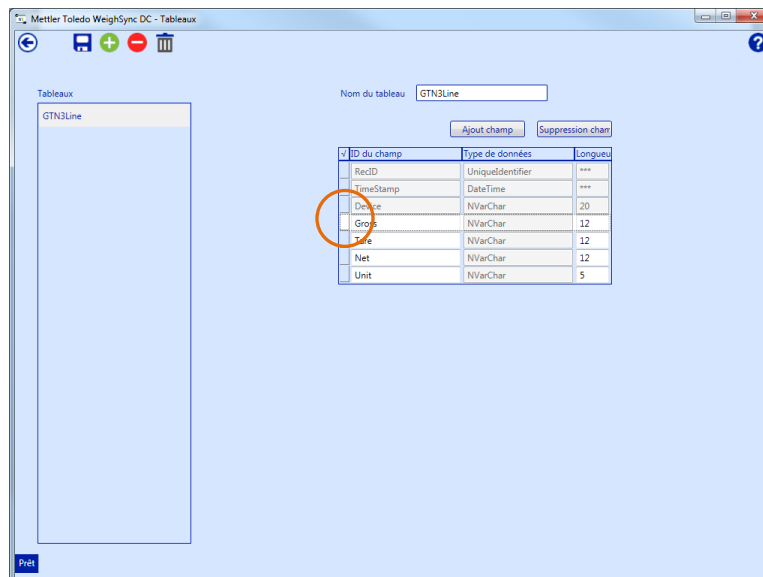 Mettler Toledo WeighSync DC - Tableaux
?
Tableaux
GTN3Line
Nom du tableau GTN3Line
Ajout champ Suppression cham
√ ID du champ Type de données Longueu
RecID UniqueIdentifier ***
TimeStamp DateTime ***
Device NVarChar 20
Gross NVarChar 12
Tare NVarChar 12
Net NVarChar 12
Unit NVarChar 5
Prêt